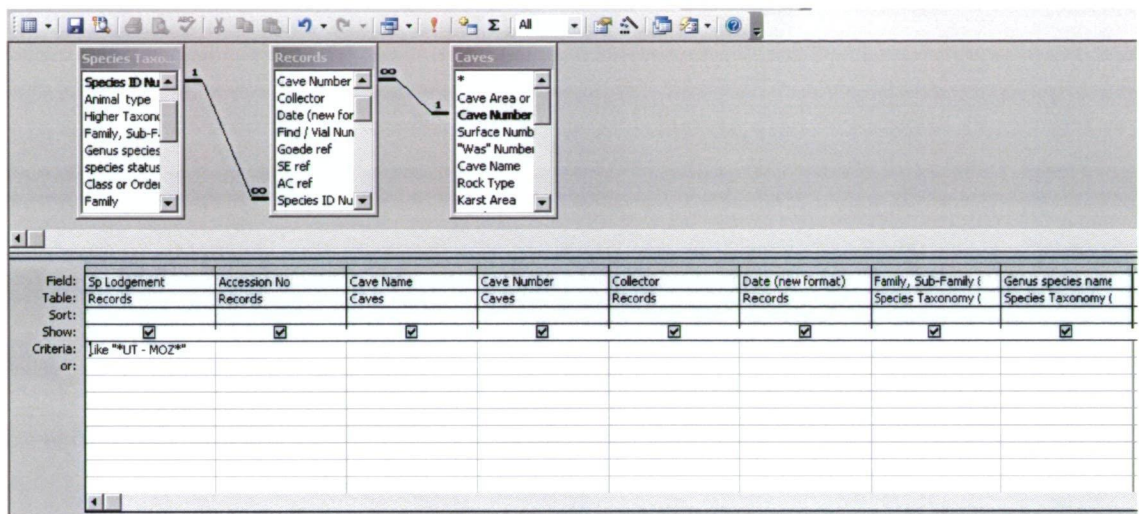 Σ All
Species Taxo...
Species ID Nu
Animal type
Higher Taxono
Family, Sub-F
Genus species
species status
Class or Order
Family
1
∞
Records
Cave Number
Collector
Date (new for
Find / Vial Num
Goede ref
SE ref
AC ref
Species ID Nu
∞
1
Caves
*
Cave Area or
Cave Number
Surface Numb
"Was" Number
Cave Name
Rock Type
Karst Area
Field: Sp Lodgement Accession No Cave Name Cave Number Collector Date (new format) Family, Sub-Family ( Genus species name
Table: Records Records Caves Caves Records Records Species Taxonomy ( Species Taxonomy (
Sort:
Show:
Criteria: Like "*UT - MOZ*"
or: